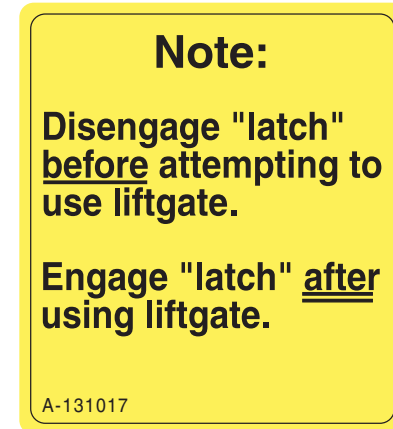 Note:
Disengage "latch"
before attempting to
use liftgate.
Engage "latch" after
using liftgate.
A-131017